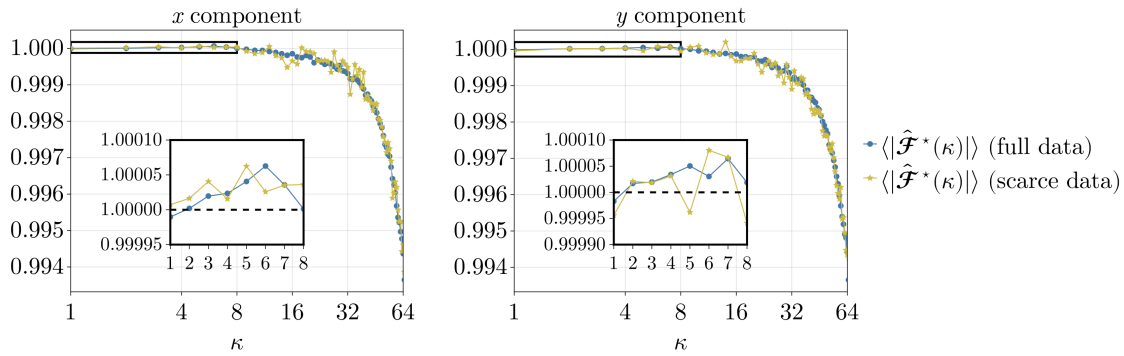 x component
1.000
0.999
0.998
0.997
0.996
0.995
0.994
1.00010
1.00005
1.00000
0.99995
1 2 3 4 5 6 7 8
1 4 8 16 32 64
κ
y component
1.000
0.999
0.998
0.997
0.996
0.995
0.994
1.00010
1.00005
1.00000
0.99995
0.99990
1 2 3 4 5 6 7 8
1 4 8 16 32 64
κ
⟨|𝓕̂*(κ)|⟩ (full data)
⟨|𝓕̂*(κ)|⟩ (scarce data)